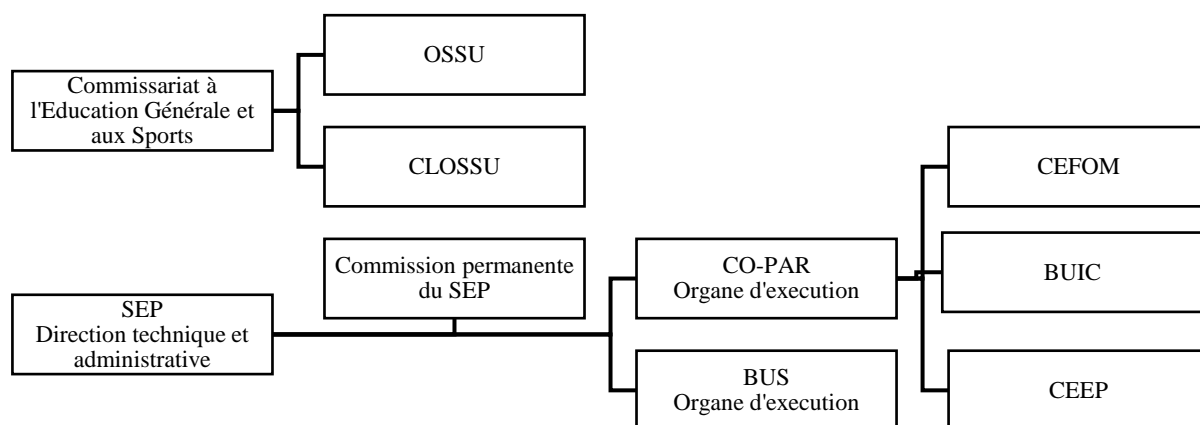 OSSU
Commissariat à
l'Education Générale et
aux Sports
CLOSSU
CEFOM
Commission permanente
du SEP
CO-PAR
Organe d'execution
BUIC
SEP
Direction technique et
administrative
BUS
Organe d'execution
CEEP